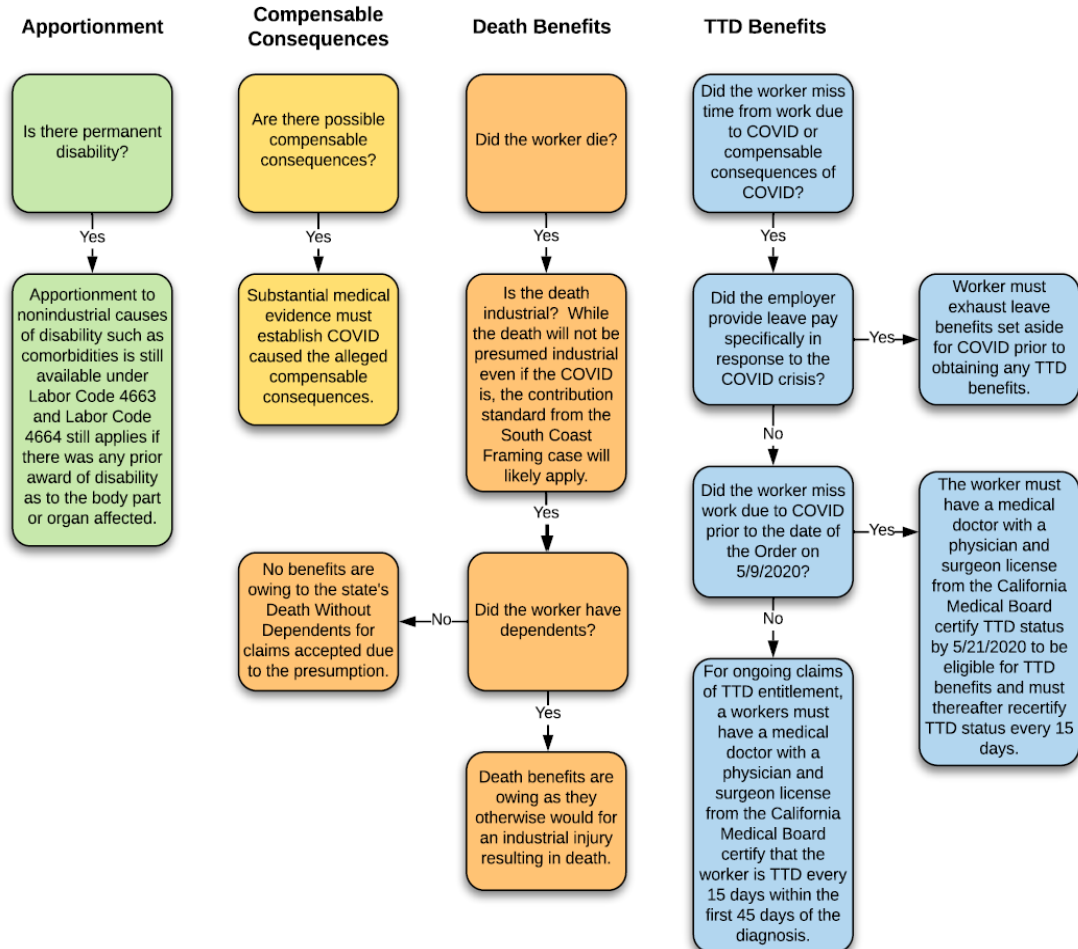 Apportionment
Is there permanent
disability?
Yes
Apportionment to
nonindustrial causes
of disability such as
comorbidities is still
available under
Labor Code 4663
and Labor Code
4664 still applies if
there was any prior
award of disability
as to the body part
or organ affected.
Compensable
Consequences
Are there possible
compensable
consequences?
Yes
Substantial medical
evidence must
establish COVID
caused the alleged
compensable
consequences.
Death Benefits
Did the worker die?
Yes
Is the death
industrial?  While
the death will not be
presumed industrial
even if the COVID
is, the contribution
standard from the
South Coast
Framing case will
likely apply.
Yes
Did the worker have
dependents?
No
No benefits are
owing to the state's
Death Without
Dependents for
claims accepted due
to the presumption.
Yes
Death benefits are
owing as they
otherwise would for
an industrial injury
resulting in death.
TTD Benefits
Did the worker miss
time from work due
to COVID or
compensable
consequences of
COVID?
Yes
Did the employer
provide leave pay
specifically in
response to the
COVID crisis?
Yes
Worker must
exhaust leave
benefits set aside
for COVID prior to
obtaining any TTD
benefits.
No
Did the worker miss
work due to COVID
prior to the date of
the Order on
5/9/2020?
Yes
The worker must
have a medical
doctor with a
physician and
surgeon license
from the California
Medical Board
certify TTD status
by 5/21/2020 to be
eligible for TTD
benefits and must
thereafter recertify
TTD status every 15
days.
No
For ongoing claims
of TTD entitlement,
a workers must
have a medical
doctor with a
physician and
surgeon license
from the California
Medical Board
certify that the
worker is TTD every
15 days within the
first 45 days of the
diagnosis.